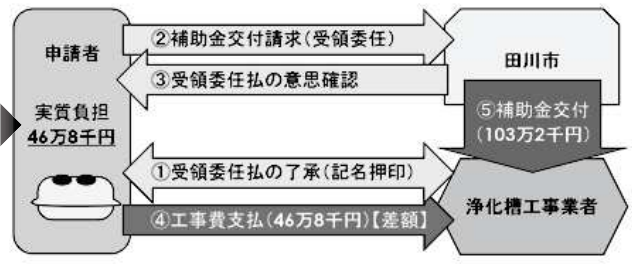 申請者
実質負担
46万8千円
②補助金交付請求(受領委任)
③受領委任払の意思確認
①受領委任払の了承(記名押印)
④工事費支払(46万8千円)【差額】
田川市
⑤補助金交付
(103万2千円)
浄化槽工事業者